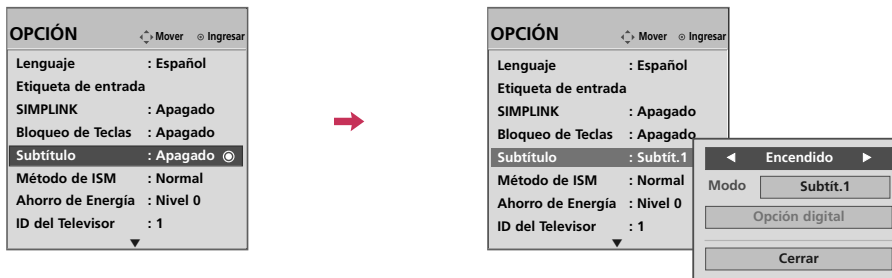 OPCIÓN Mover Ingresar
Lenguaje : Español
Etiqueta de entrada
SIMPLINK : Apagado
Bloqueo de Teclas : Apagado
Subtítulo : Apagado
Método de ISM : Normal
Ahorro de Energía : Nivel 0
ID del Televisor : 1
OPCIÓN Mover Ingresar
Lenguaje : Español
Etiqueta de entrada
SIMPLINK : Apagado
Bloqueo de Teclas : Apagado
Subtítulo : Subtít.1
Método de ISM : Normal
Ahorro de Energía : Nivel 0
ID del Televisor : 1
Encendido
Modo Subtít.1
Opción digital
Cerrar